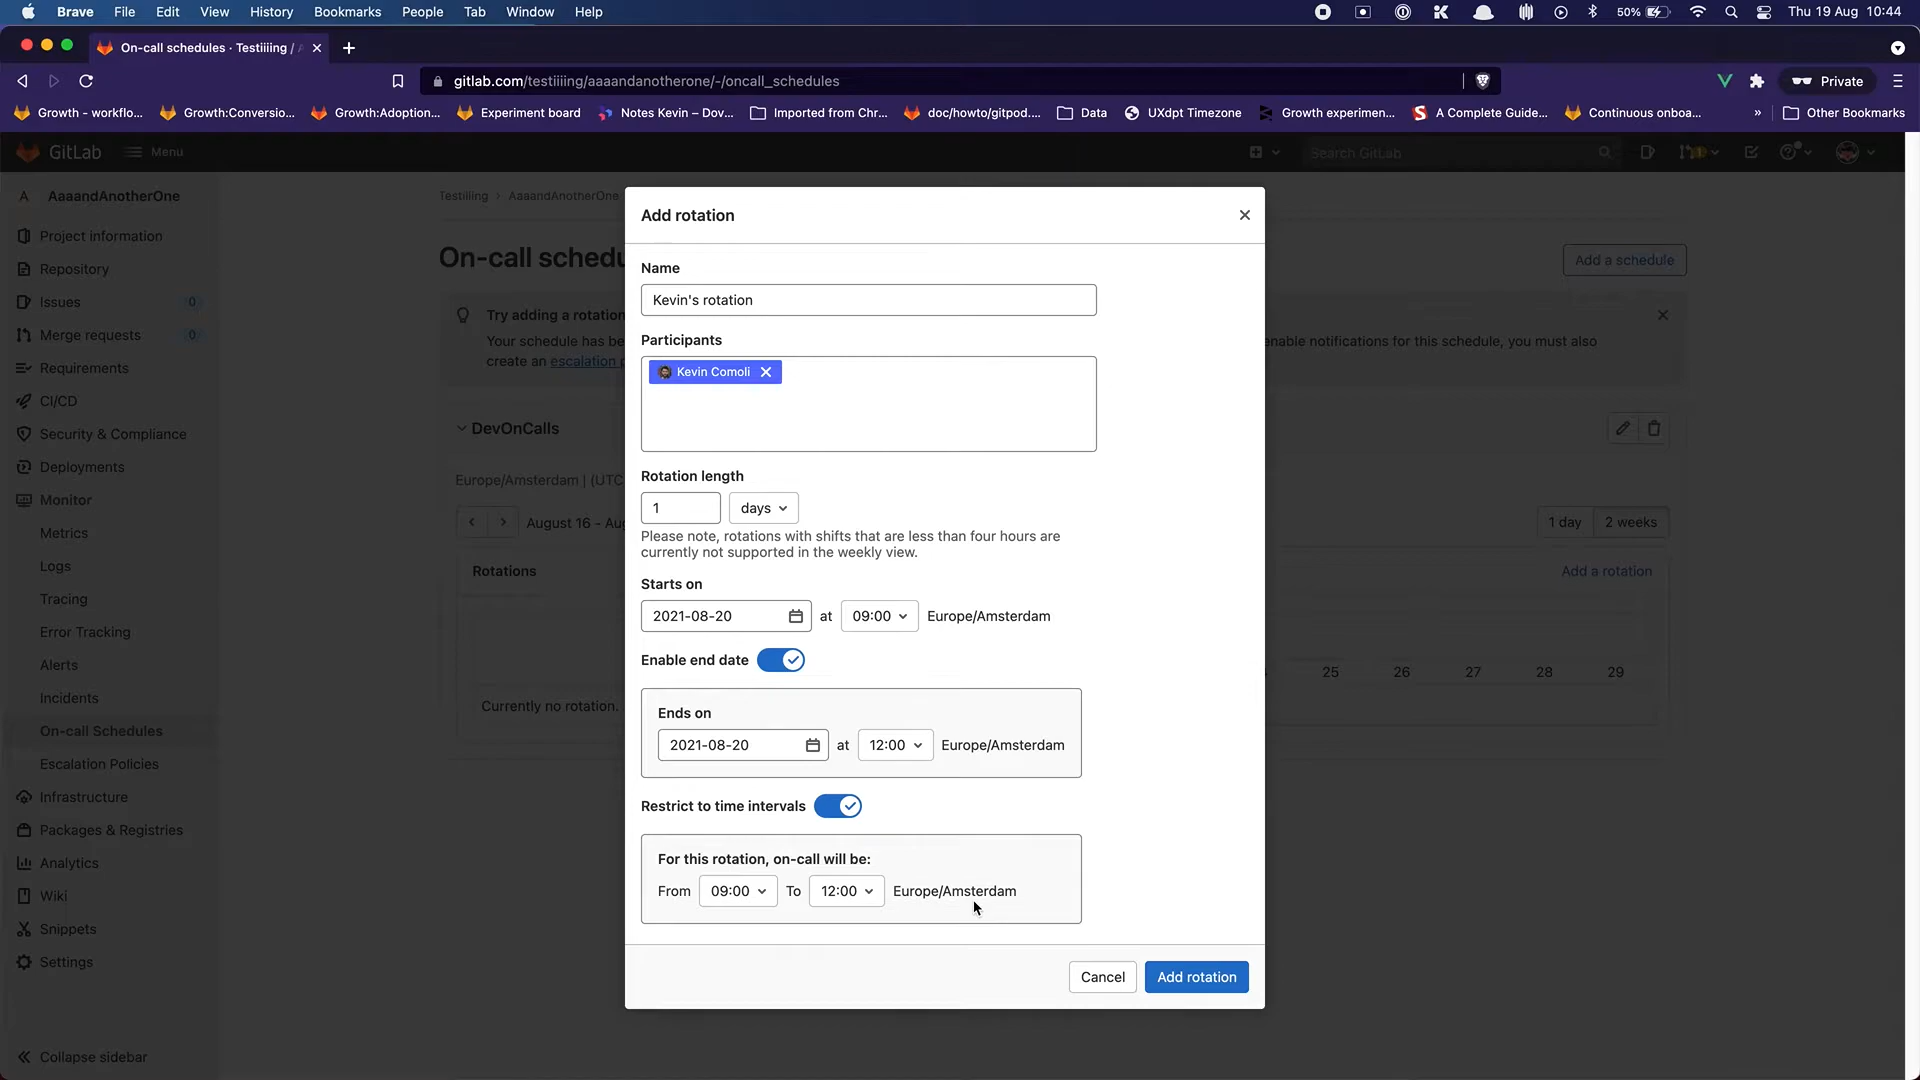 Brave File Edit View History Bookmarks People Tab Window Help 50% Thu 19 Aug 10:44
On-call schedules · Testiiiing / A
gitlab.com/testiiiing/aaaandanotherone/-/oncall_schedules Private
Growth - workflo... Growth:Conversio... Growth:Adoption... Experiment board Notes Kevin – Dov... Imported from Chr... doc/howto/gitpod.... Data UXdpt Timezone Growth experimen... A Complete Guide... Continuous onboa... » Other Bookmarks
GitLab Menu Search GitLab 1
A AaaandAnotherOne
Project information
Repository
Issues 0
Merge requests 0
Requirements
CI/CD
Security & Compliance
Deployments
Monitor
Metrics
Logs
Tracing
Error Tracking
Alerts
Incidents
On-call Schedules
Escalation Policies
Infrastructure
Packages & Registries
Analytics
Wiki
Snippets
Settings
Collapse sidebar
Testiiiing > AaaandAnotherOne
On-call schedu
Add a schedule
Try adding a rotation
Your schedule has be
enable notifications for this schedule, you must also
create an escalation p
DevOnCalls
Europe/Amsterdam | (UTC
August 16 - Aug
1 day 2 weeks
Rotations
Add a rotation
25 26 27 28 29
Currently no rotation.
Add rotation
Name
Kevin's rotation
Participants
Kevin Comoli
Rotation length
1 days
Please note, rotations with shifts that are less than four hours are
currently not supported in the weekly view.
Starts on
2021-08-20 at 09:00 Europe/Amsterdam
Enable end date
Ends on
2021-08-20 at 12:00 Europe/Amsterdam
Restrict to time intervals
For this rotation, on-call will be:
From 09:00 To 12:00 Europe/Amsterdam
Cancel Add rotation